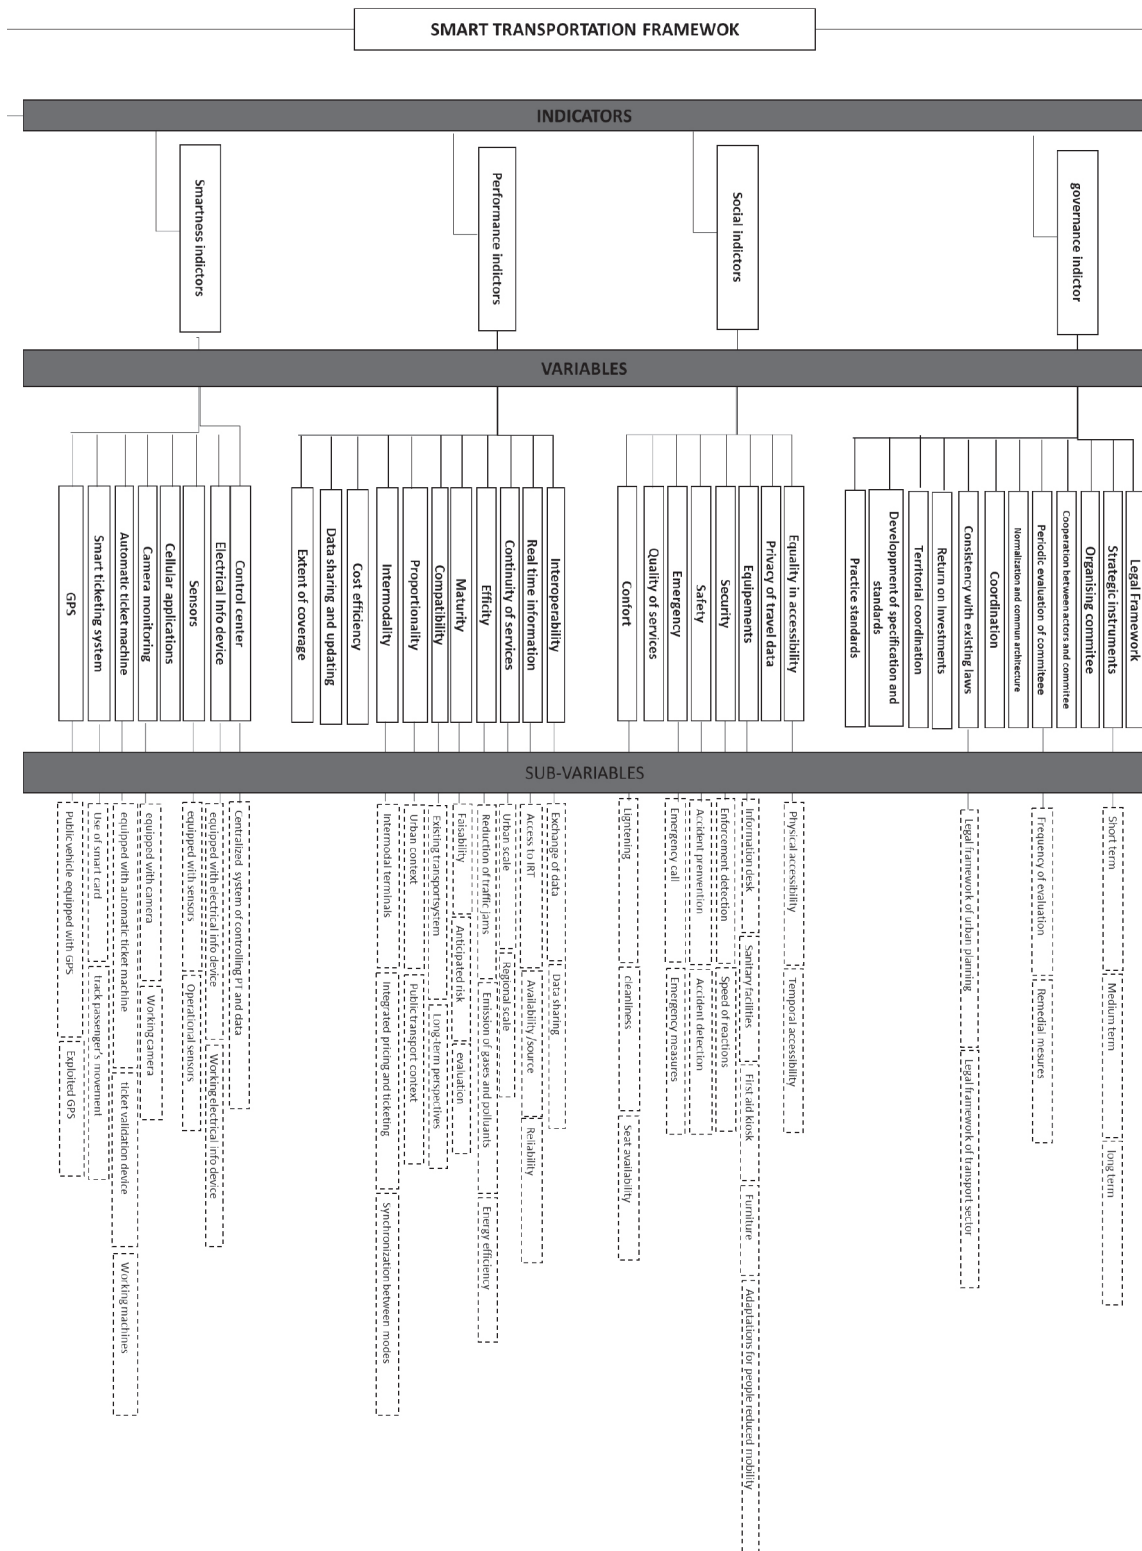 SMART TRANSPORTATION FRAMEWOK
INDICATORS
Smartness indictors
Performance indictors
Social indictors
governance indictor
VARIABLES
GPS
Smart ticketing system
Automatic ticket machine
Camera monitoring
Cellular applications
Sensors
Electrical Info device
Control center
Extent of coverage
Data sharing and updating
Cost efficiency
Intermodality
Proportionality
Compatibility
Maturity
Efficity
Continuity of services
Real time information
Interoperability
Confort
Quality of services
Emergency
Safety
Security
Equipements
Privacy of travel data
Equality in accessibility
Practice standards
Developpment of specification and
standards
Territorial coordination
Return on Investments
Consistency with existing laws
Coordination
Normalization and commun architecture
Periodic evaluation of commiteee
Cooperation between actors and commitee
Organising commitee
Strategic instruments
Legal Framework
SUB-VARIABLES
Public vehicle equipped with GPS
Exploited GPS
Use of smart card
track passenger's movement
equipped with automatic ticket machine
ticket validation device
Working machines
equipped with camera
Working camera
equipped with sensors
Operational sensors
equipped with electrical info device
Working electrical info device
Centralized system of controlling PT and data
Intermodal terminals
Integrated pricing and ticketing
Synchronization between modes
Urban context
Public transport context
Existing transportsystem
Long-term perspectives
Faisability
Anticipated risk
evaluation
Reduction of traffic jams
Emission of gases and polluants
Energy efficiency
Urban scale
Regional scale
Access to IRT
Availability /source
Reliability
Exchange of data
Data sharing
Ligntening
cleanliness
Seat availability
Emergency call
Emergency measures
Accident prenvention
Accident detection
Enforcement detection
Speed of reactions
Information desk
Sanitary facilities
First aid kiosk
Furniture
Adaptations for people reduced mobility
Physical accessibility
Temporal accessibility
Legal framework of urban planning
Legal framework of transport sector
Frequency of evaluation
Remedial mesures
Short term
Medium term
long term